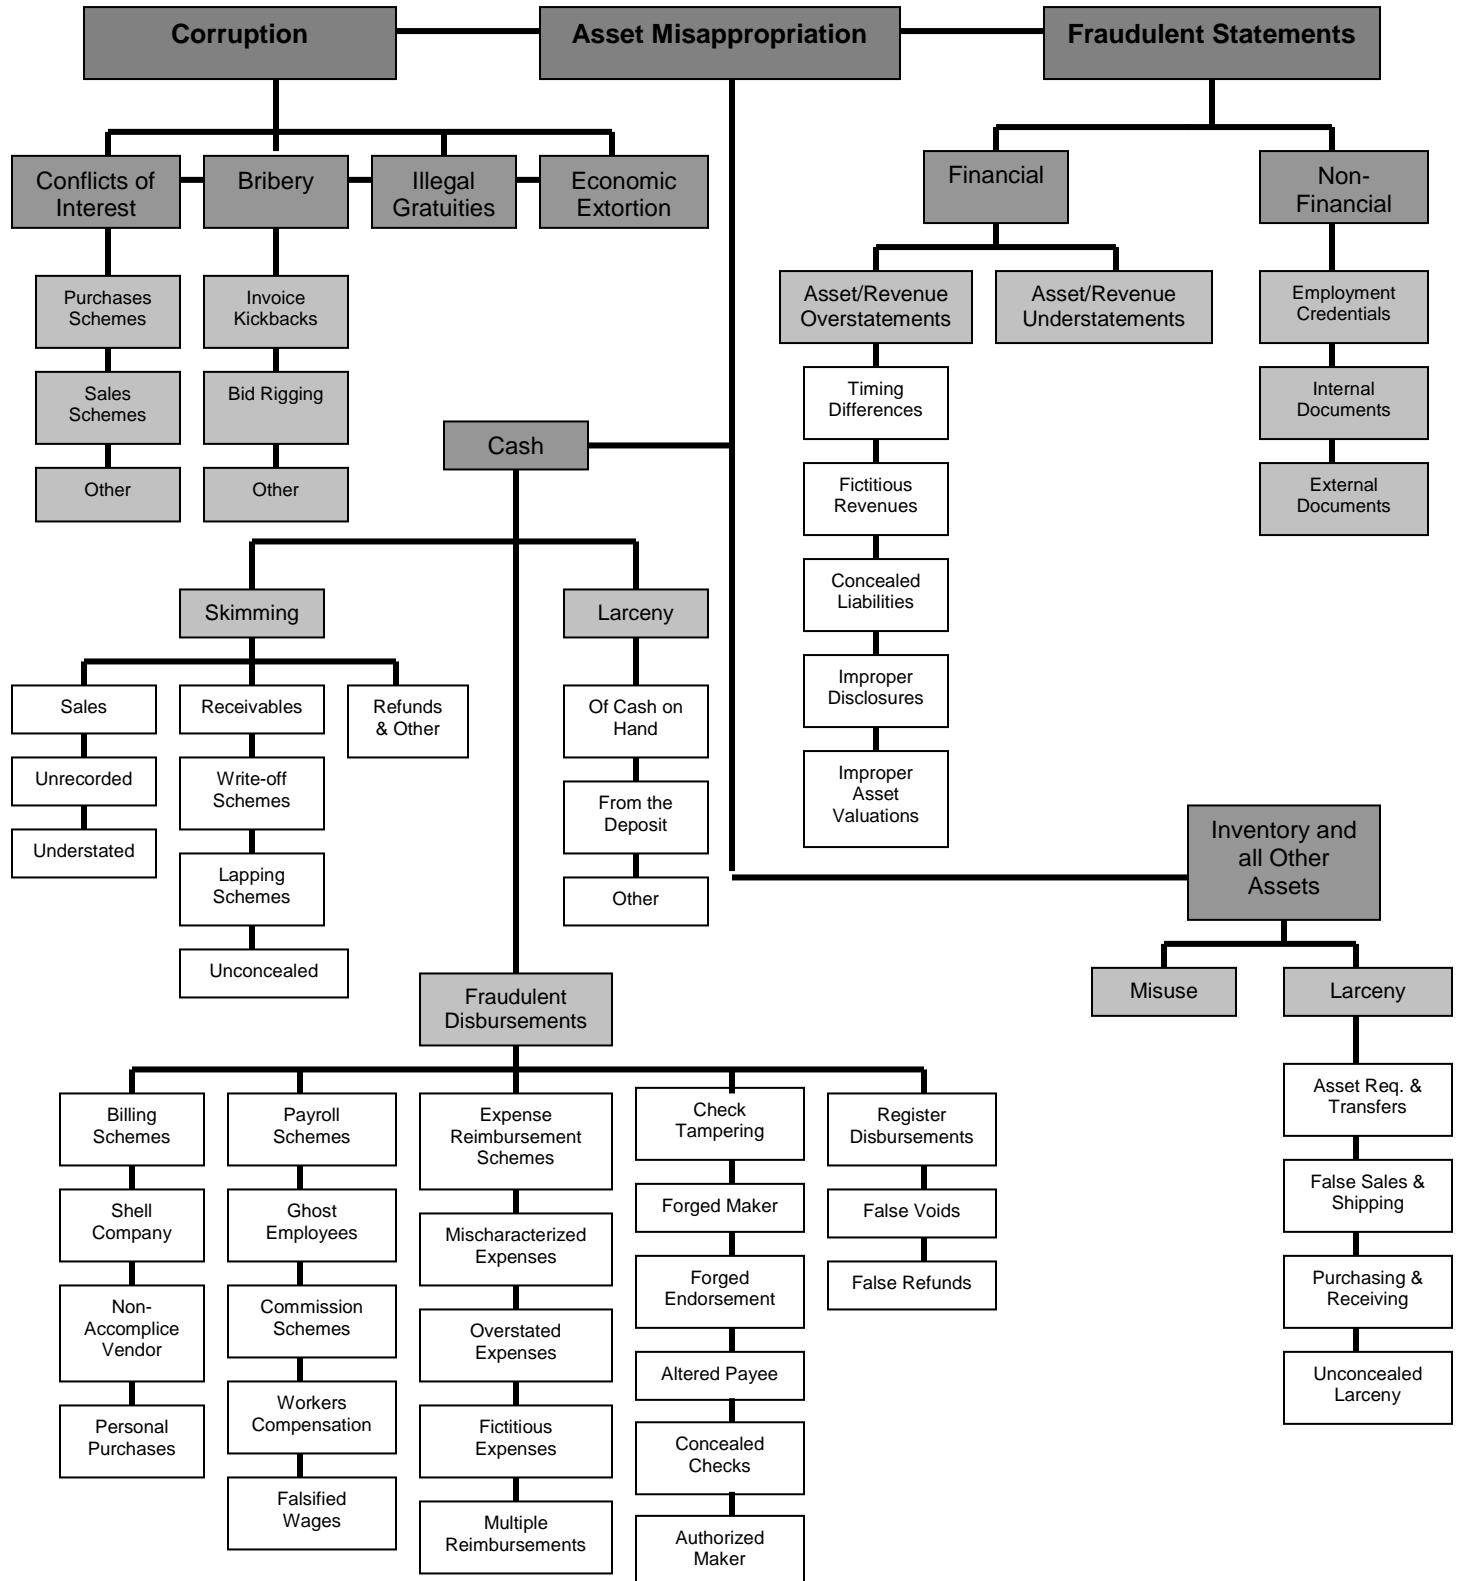 Corruption
Asset Misappropriation
Fraudulent Statements
Conflicts of
Interest
Bribery
Illegal
Gratuities
Economic
Extortion
Financial
Non-
Financial
Purchases
Schemes
Sales
Schemes
Other
Invoice
Kickbacks
Bid Rigging
Other
Asset/Revenue
Overstatements
Asset/Revenue
Understatements
Timing
Differences
Fictitious
Revenues
Concealed
Liabilities
Improper
Disclosures
Improper
Asset
Valuations
Employment
Credentials
Internal
Documents
External
Documents
Cash
Skimming
Larceny
Sales
Unrecorded
Understated
Receivables
Write-off
Schemes
Lapping
Schemes
Unconcealed
Refunds
& Other
Of Cash on
Hand
From the
Deposit
Other
Inventory and
all Other
Assets
Misuse
Larceny
Asset Req. &
Transfers
False Sales &
Shipping
Purchasing &
Receiving
Unconcealed
Larceny
Fraudulent
Disbursements
Billing
Schemes
Shell
Company
Non-
Accomplice
Vendor
Personal
Purchases
Payroll
Schemes
Ghost
Employees
Commission
Schemes
Workers
Compensation
Falsified
Wages
Expense
Reimbursement
Schemes
Mischaracterized
Expenses
Overstated
Expenses
Fictitious
Expenses
Multiple
Reimbursements
Check
Tampering
Forged Maker
Forged
Endorsement
Altered Payee
Concealed
Checks
Authorized
Maker
Register
Disbursements
False Voids
False Refunds